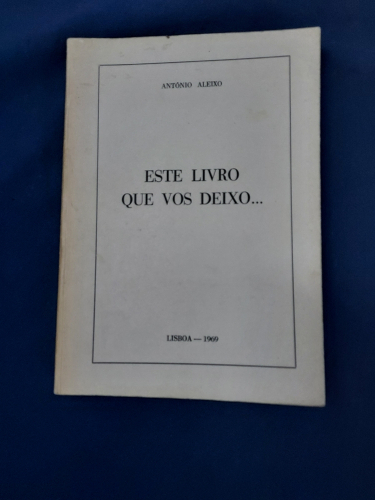 ANTÓNIO ALEIXO
ESTE LIVRO
QUE VOS DEIXO...
LISBOA — 1969